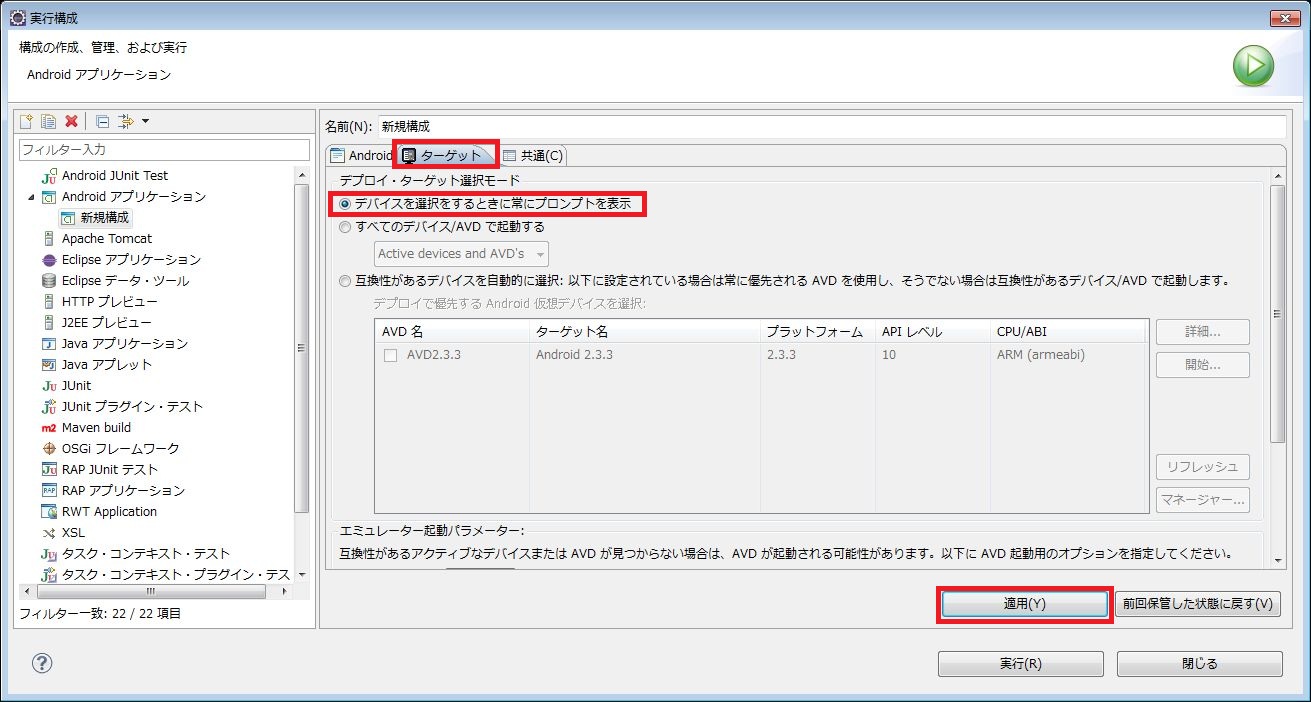 実行構成
構成の作成、管理、および実行
Android アプリケーション
フィルター入力
Android JUnit Test
Android アプリケーション
新規構成
Apache Tomcat
Eclipse アプリケーション
Eclipse データ・ツール
HTTP プレビュー
J2EE プレビュー
Java アプリケーション
Java アプレット
JUnit
JUnit プラグイン・テスト
Maven build
OSGi フレームワーク
RAP JUnit テスト
RAP アプリケーション
RWT Application
XSL
タスク・コンテキスト・テスト
タスク・コンテキスト・プラグイン・テス
フィルター一致: 22 / 22 項目
名前(N): 新規構成
Android ターゲット 共通(C)
デプロイ・ターゲット選択モード
デバイスを選択をするときに常にプロンプトを表示
すべてのデバイス/AVD で起動する
Active devices and AVD's
互換性があるデバイスを自動的に選択: 以下に設定されている場合は常に優先される AVD を使用し、そうでない場合は互換性があるデバイス/AVD で起動します。
デプロイで優先する Android 仮想デバイスを選択:
AVD 名 ターゲット名 プラットフォーム API レベル CPU/ABI
AVD2.3.3 Android 2.3.3 2.3.3 10 ARM (armeabi)
詳細...
開始...
リフレッシュ
マネージャー...
エミュレーター起動パラメーター:
互換性があるアクティブなデバイスまたは AVD が見つからない場合は、AVD が起動される可能性があります。以下に AVD 起動用のオプションを指定してください。
適用(Y) 前回保管した状態に戻す(V)
実行(R) 閉じる